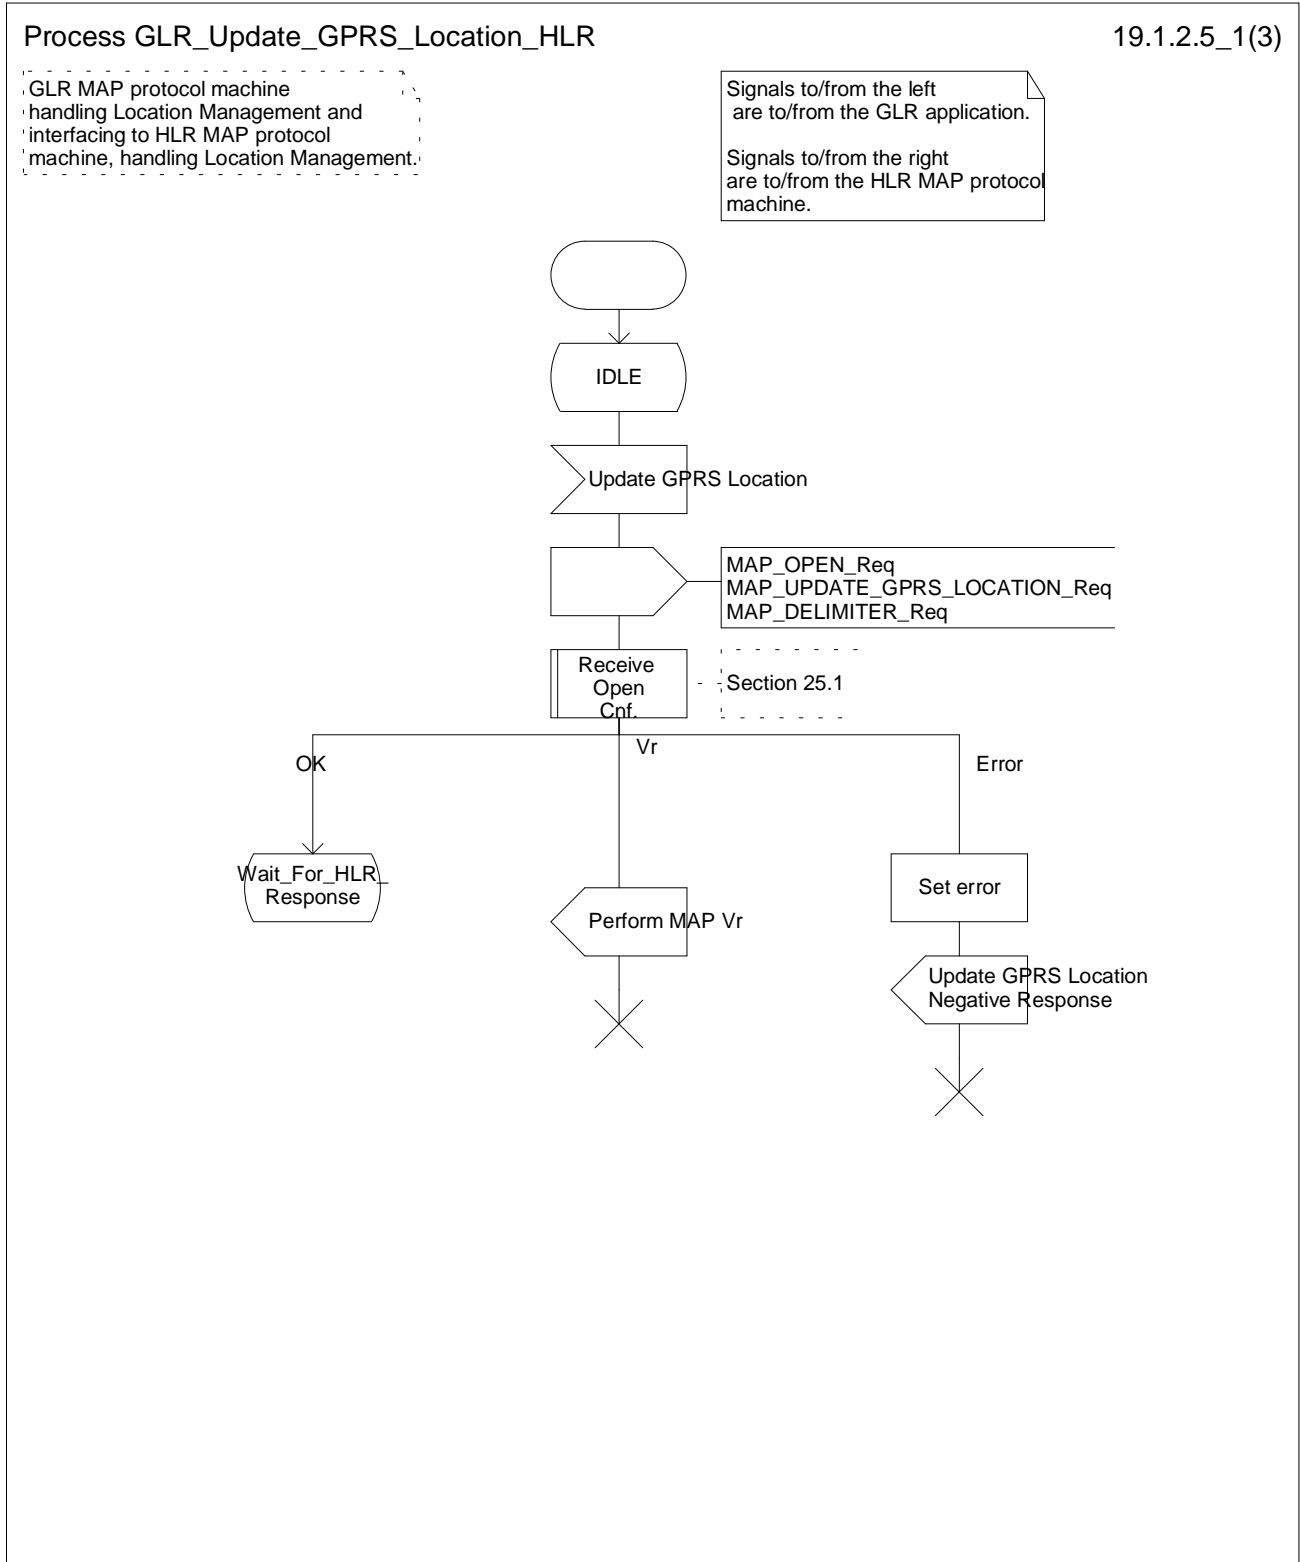 Process GLR_Update_GPRS_Location_HLR
19.1.2.5_1(3)
GLR MAP protocol machine
handling Location Management and
interfacing to HLR MAP protocol
machine, handling Location Management.
Signals to/from the left
are to/from the GLR application.
Signals to/from the right
are to/from the HLR MAP protocol
machine.
IDLE
Update GPRS Location
MAP_OPEN_Req
MAP_UPDATE_GPRS_LOCATION_Req
MAP_DELIMITER_Req
Receive
Open
Cnf.
Section 25.1
OK
Vr
Error
Wait_For_HLR_
Response
Perform MAP Vr
Set error
Update GPRS Location
Negative Response